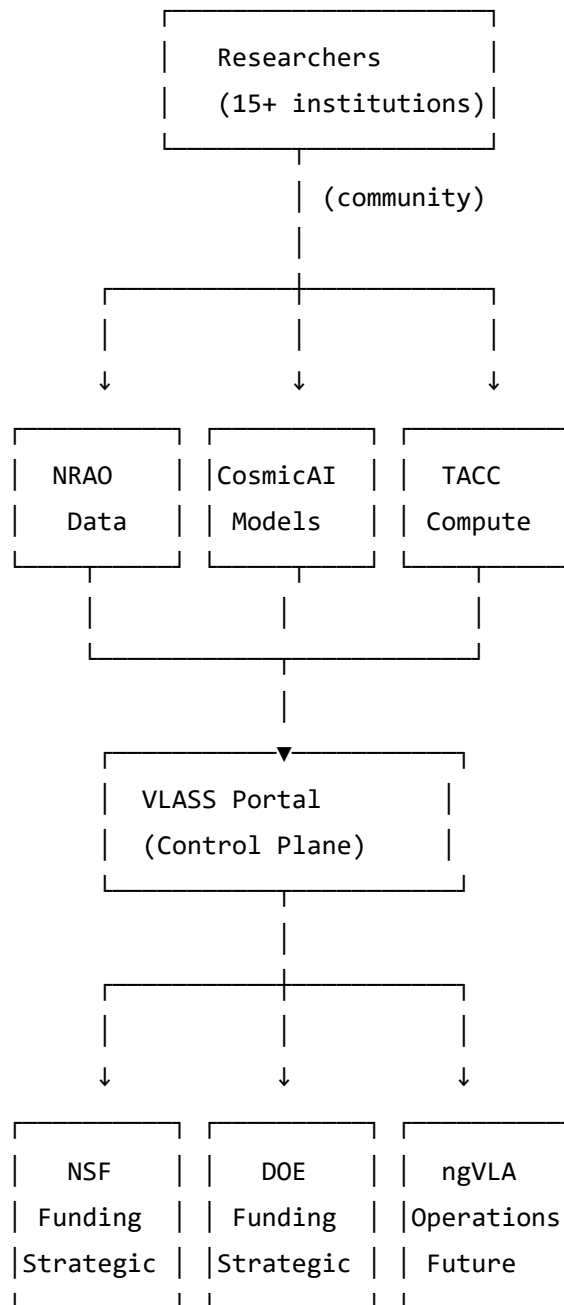 Researchers
(15+ institutions)
(community)
NRAO CosmicAI TACC
Data Models Compute
VLASS Portal
(Control Plane)
NSF DOE ngVLA
Funding Funding Operations
Strategic Strategic Future